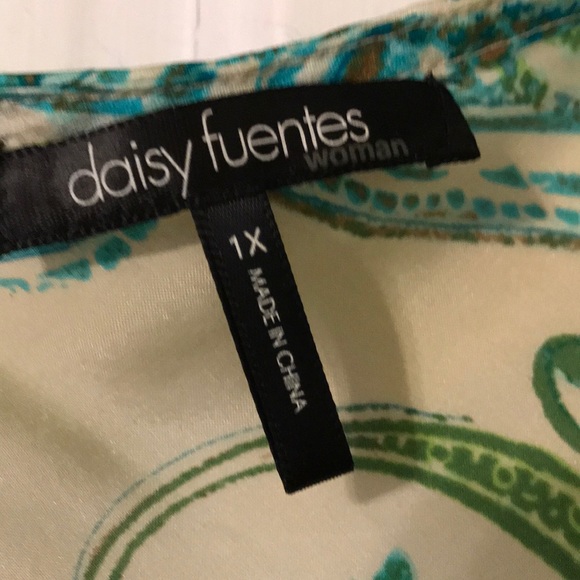 daisy fuentes
woman
1X
MADE IN CHINA